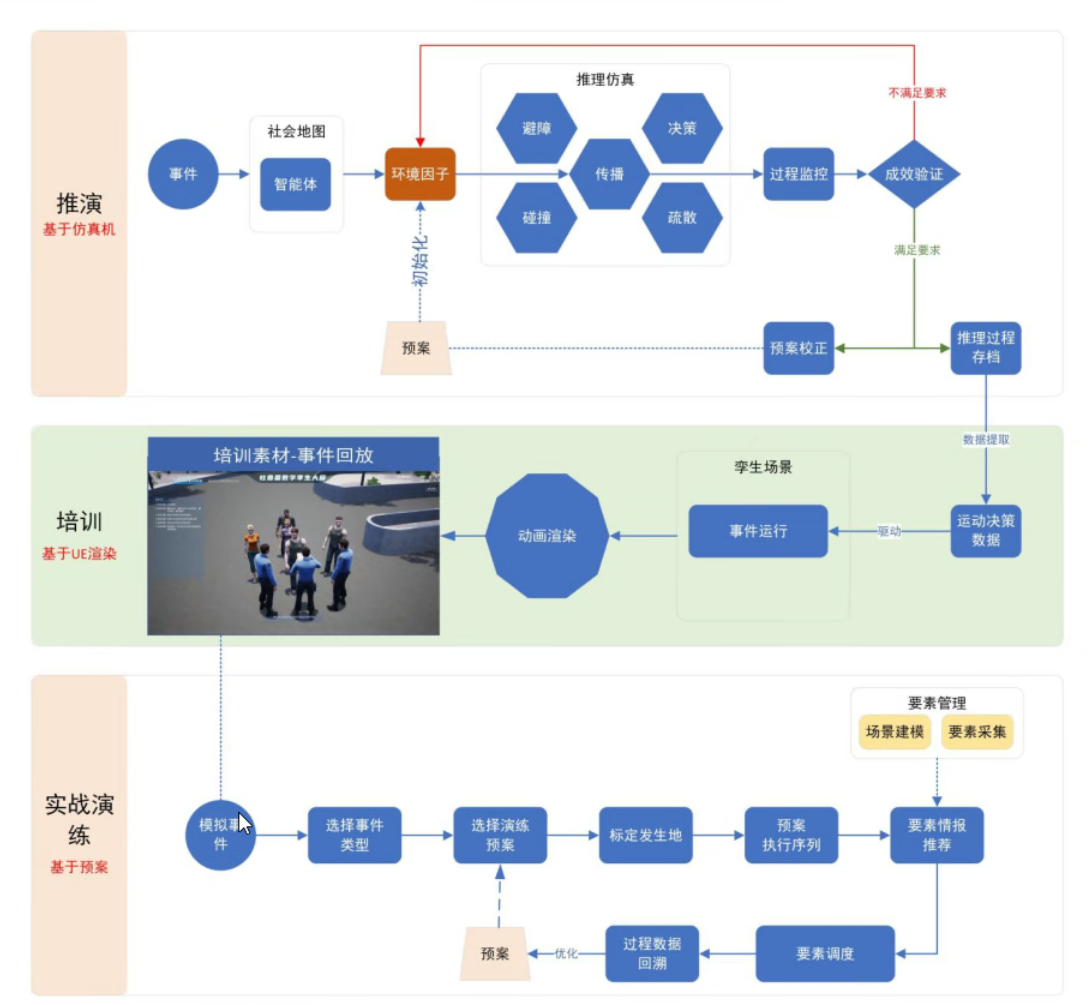 推演
基于仿真机
事件
社会地图
智能体
环境因子
推理仿真
避障
决策
传播
碰撞
疏散
过程监控
成效验证
不满足要求
满足要求
初始化
预案
预案校正
推理过程
存档
数据提取
培训
基于UE渲染
培训素材-事件回放
动画渲染
孪生场景
事件运行
驱动
运动决策
数据
实战演
练
基于预案
要素管理
场景建模
要素采集
模拟事
件
选择事件
类型
选择演练
预案
标定发生地
预案
执行序列
要素情报
推荐
预案
优化
过程数据
回溯
要素调度